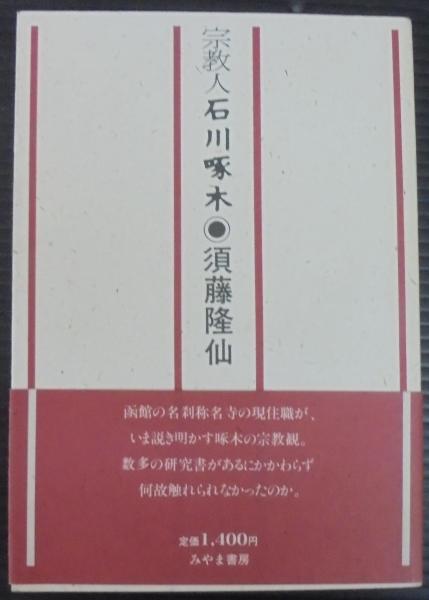 宗教人石川啄木◉須藤隆仙
函館の名刹称名寺の現住職が、
いま説き明かす啄木の宗教観。
数多の研究書があるにかかわらず
何故触れられなかったのか。
定価1,400円
みやま書房